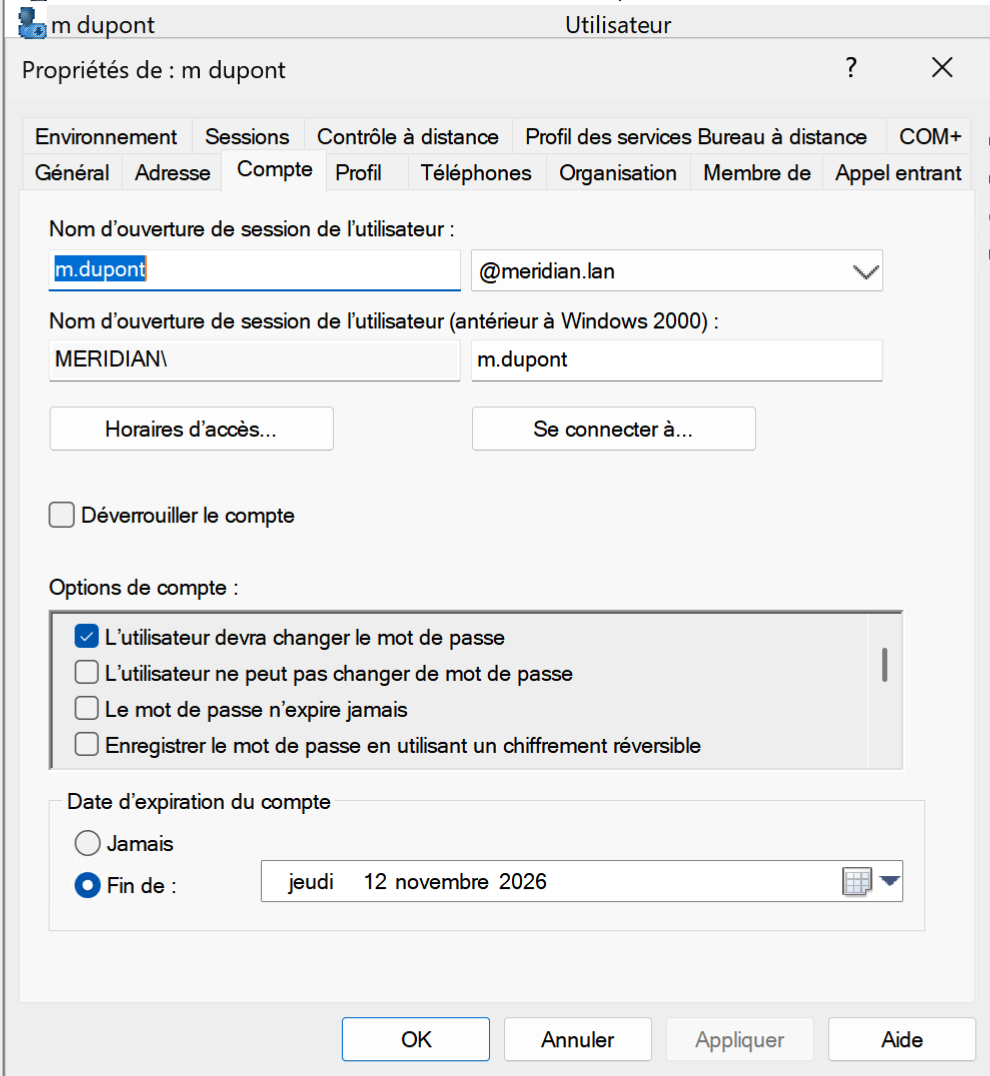 m dupont Utilisateur
Propriétés de : m dupont ?
Environnement Sessions Contrôle à distance Profil des services Bureau à distance COM+
Général Adresse Compte Profil Téléphones Organisation Membre de Appel entrant
Nom d’ouverture de session de l’utilisateur :
m.dupont @meridian.lan
Nom d’ouverture de session de l’utilisateur (antérieur à Windows 2000) :
MERIDIAN\ m.dupont
Horaires d’accès... Se connecter à...
Déverrouiller le compte
Options de compte :
L’utilisateur devra changer le mot de passe
L’utilisateur ne peut pas changer de mot de passe
Le mot de passe n’expire jamais
Enregistrer le mot de passe en utilisant un chiffrement réversible
Date d’expiration du compte
Jamais
Fin de : jeudi 12 novembre 2026
OK Annuler Appliquer Aide